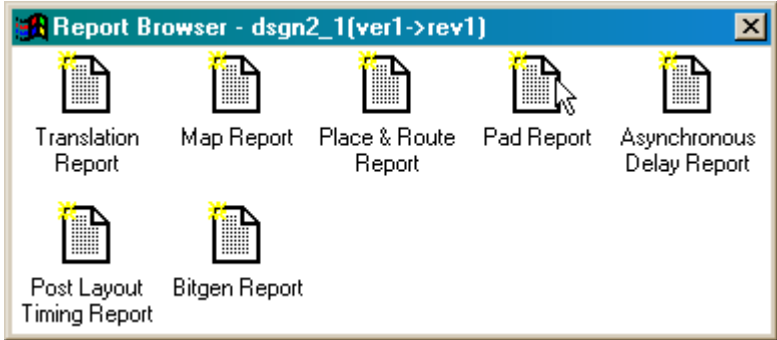 Report Browser - dsgn2_1(ver1->rev1)
Translation
Report
Map Report
Place & Route
Report
Pad Report
Asynchronous
Delay Report
Post Layout
Timing Report
Bitgen Report